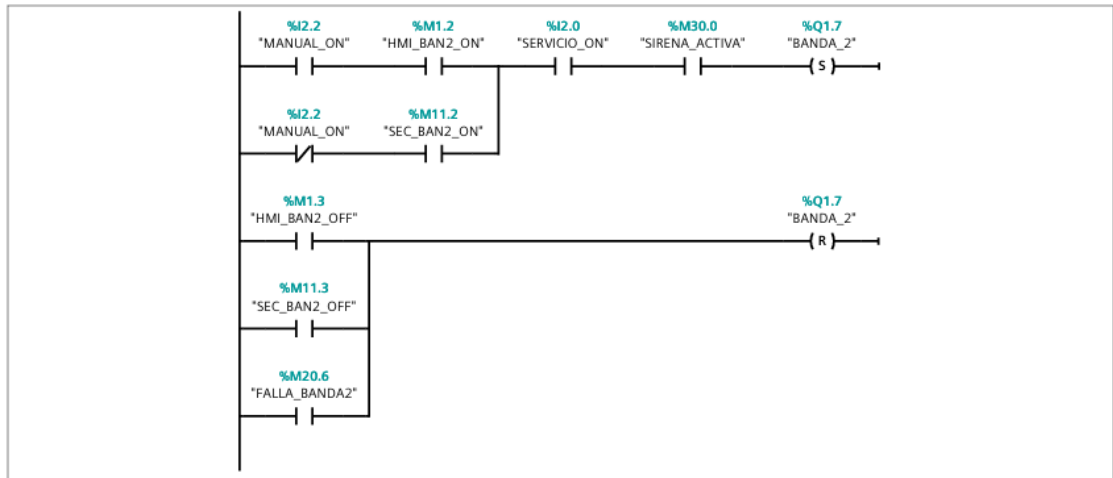 %I2.2 %M1.2 %I2.0 %M30.0 %Q1.7
"MANUAL_ON" "HMI_BAN2_ON" "SERVICIO_ON" "SIRENA_ACTIVA" "BANDA_2"
S
%I2.2 %M11.2
"MANUAL_ON" "SEC_BAN2_ON"
%M1.3 %Q1.7
"HMI_BAN2_OFF" "BANDA_2"
R
%M11.3
"SEC_BAN2_OFF"
%M20.6
"FALLA_BANDA2"